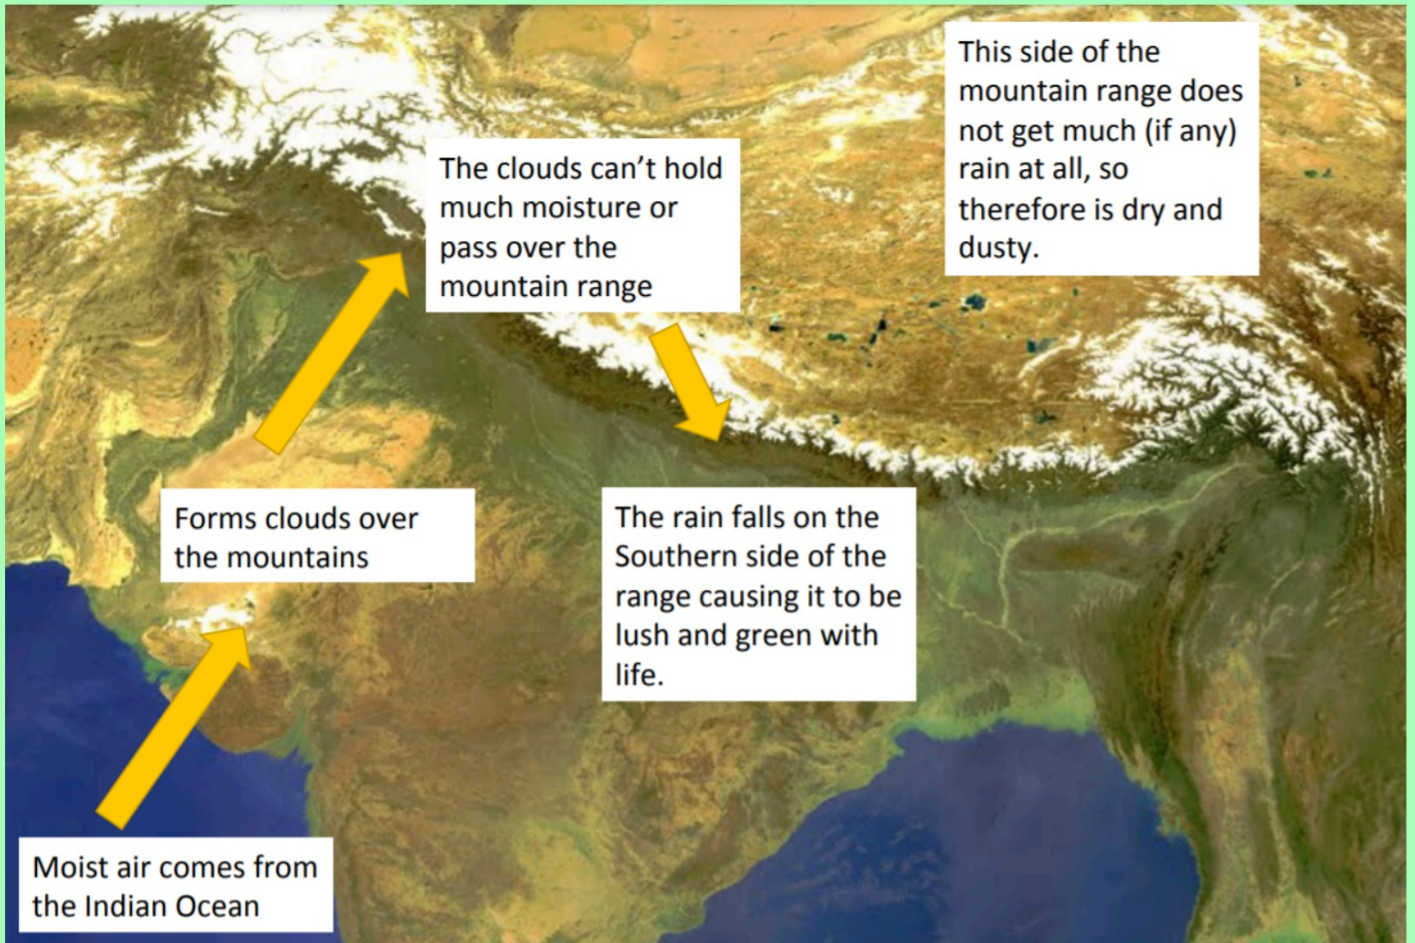 Moist air comes from
the Indian Ocean
Forms clouds over
the mountains
The clouds can’t hold
much moisture or
pass over the
mountain range
The rain falls on the
Southern side of the
range causing it to be
lush and green with
life.
This side of the
mountain range does
not get much (if any)
rain at all, so
therefore is dry and
dusty.